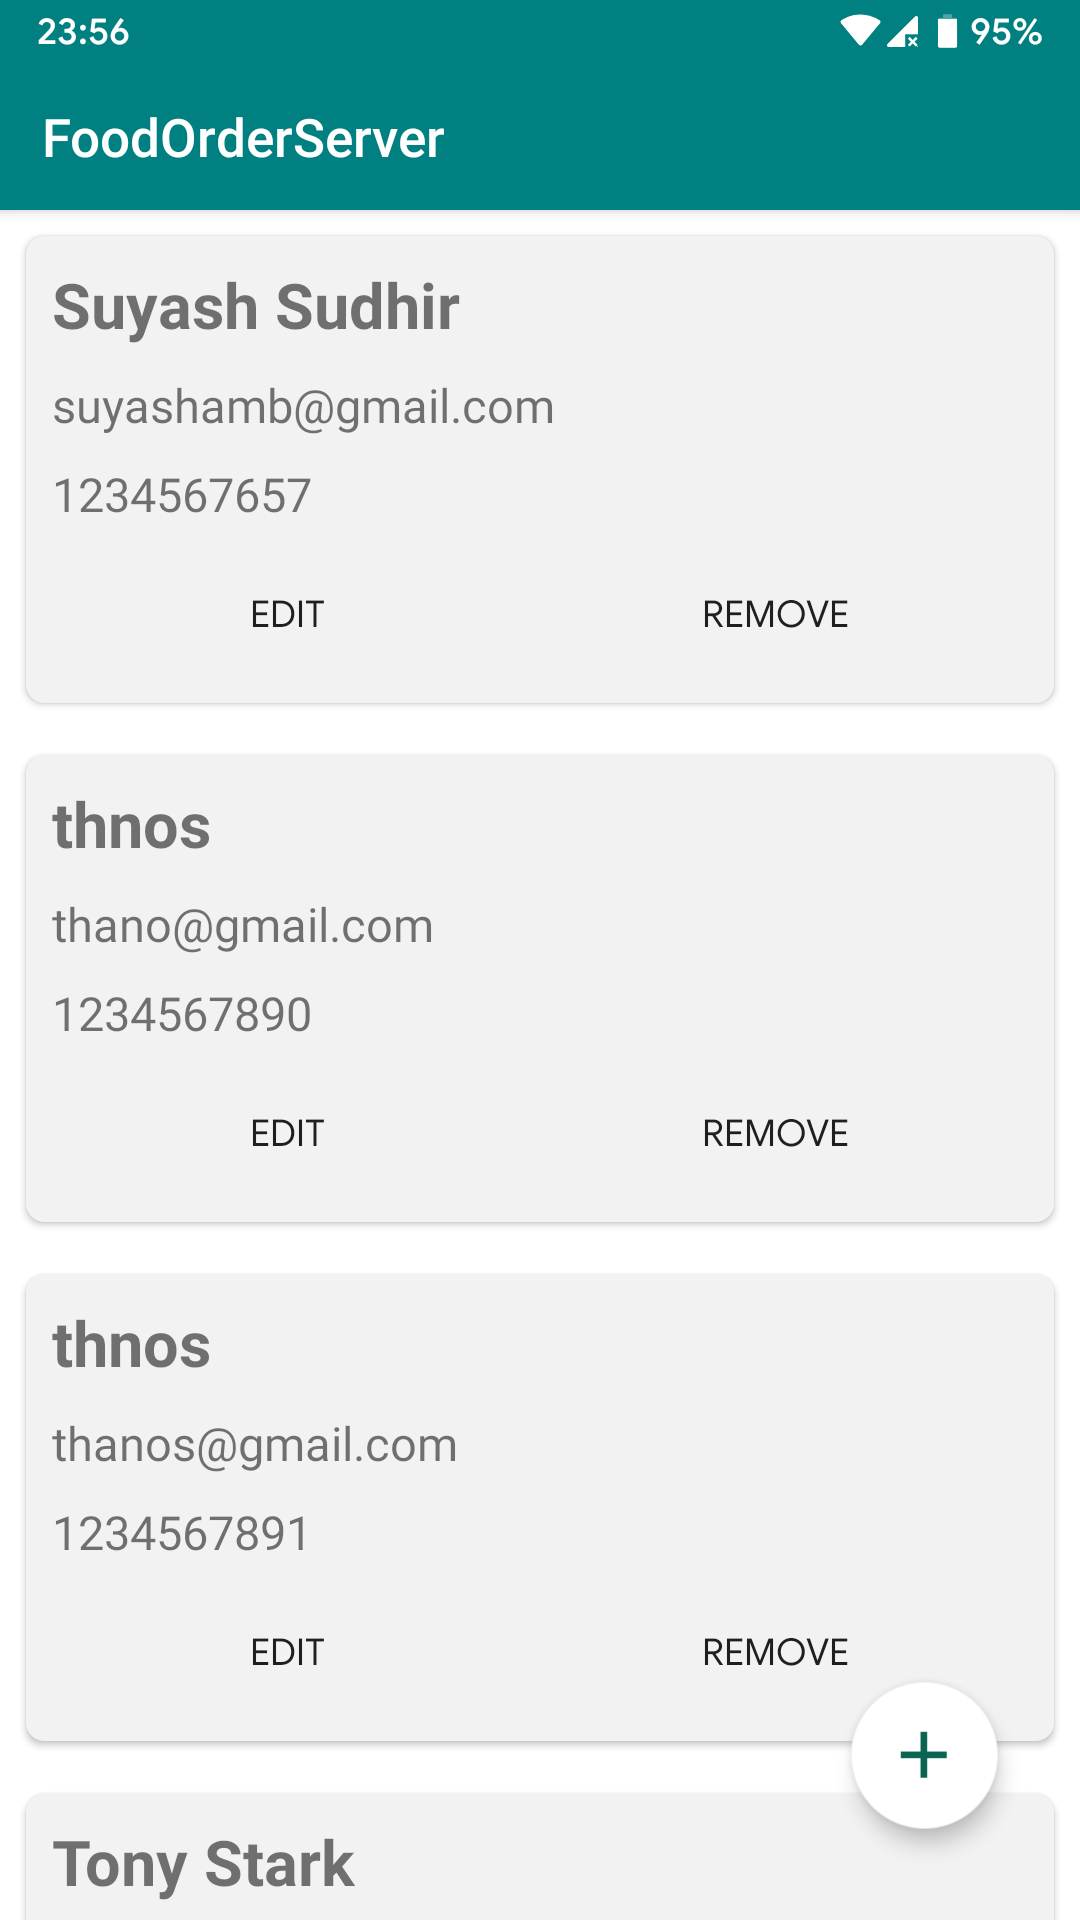 23:56
95%
FoodOrderServer
Suyash Sudhir
suyashamb@gmail.com
1234567657
EDIT
REMOVE
thnos
thano@gmail.com
1234567890
EDIT
REMOVE
thnos
thanos@gmail.com
1234567891
EDIT
REMOVE
Tony Stark